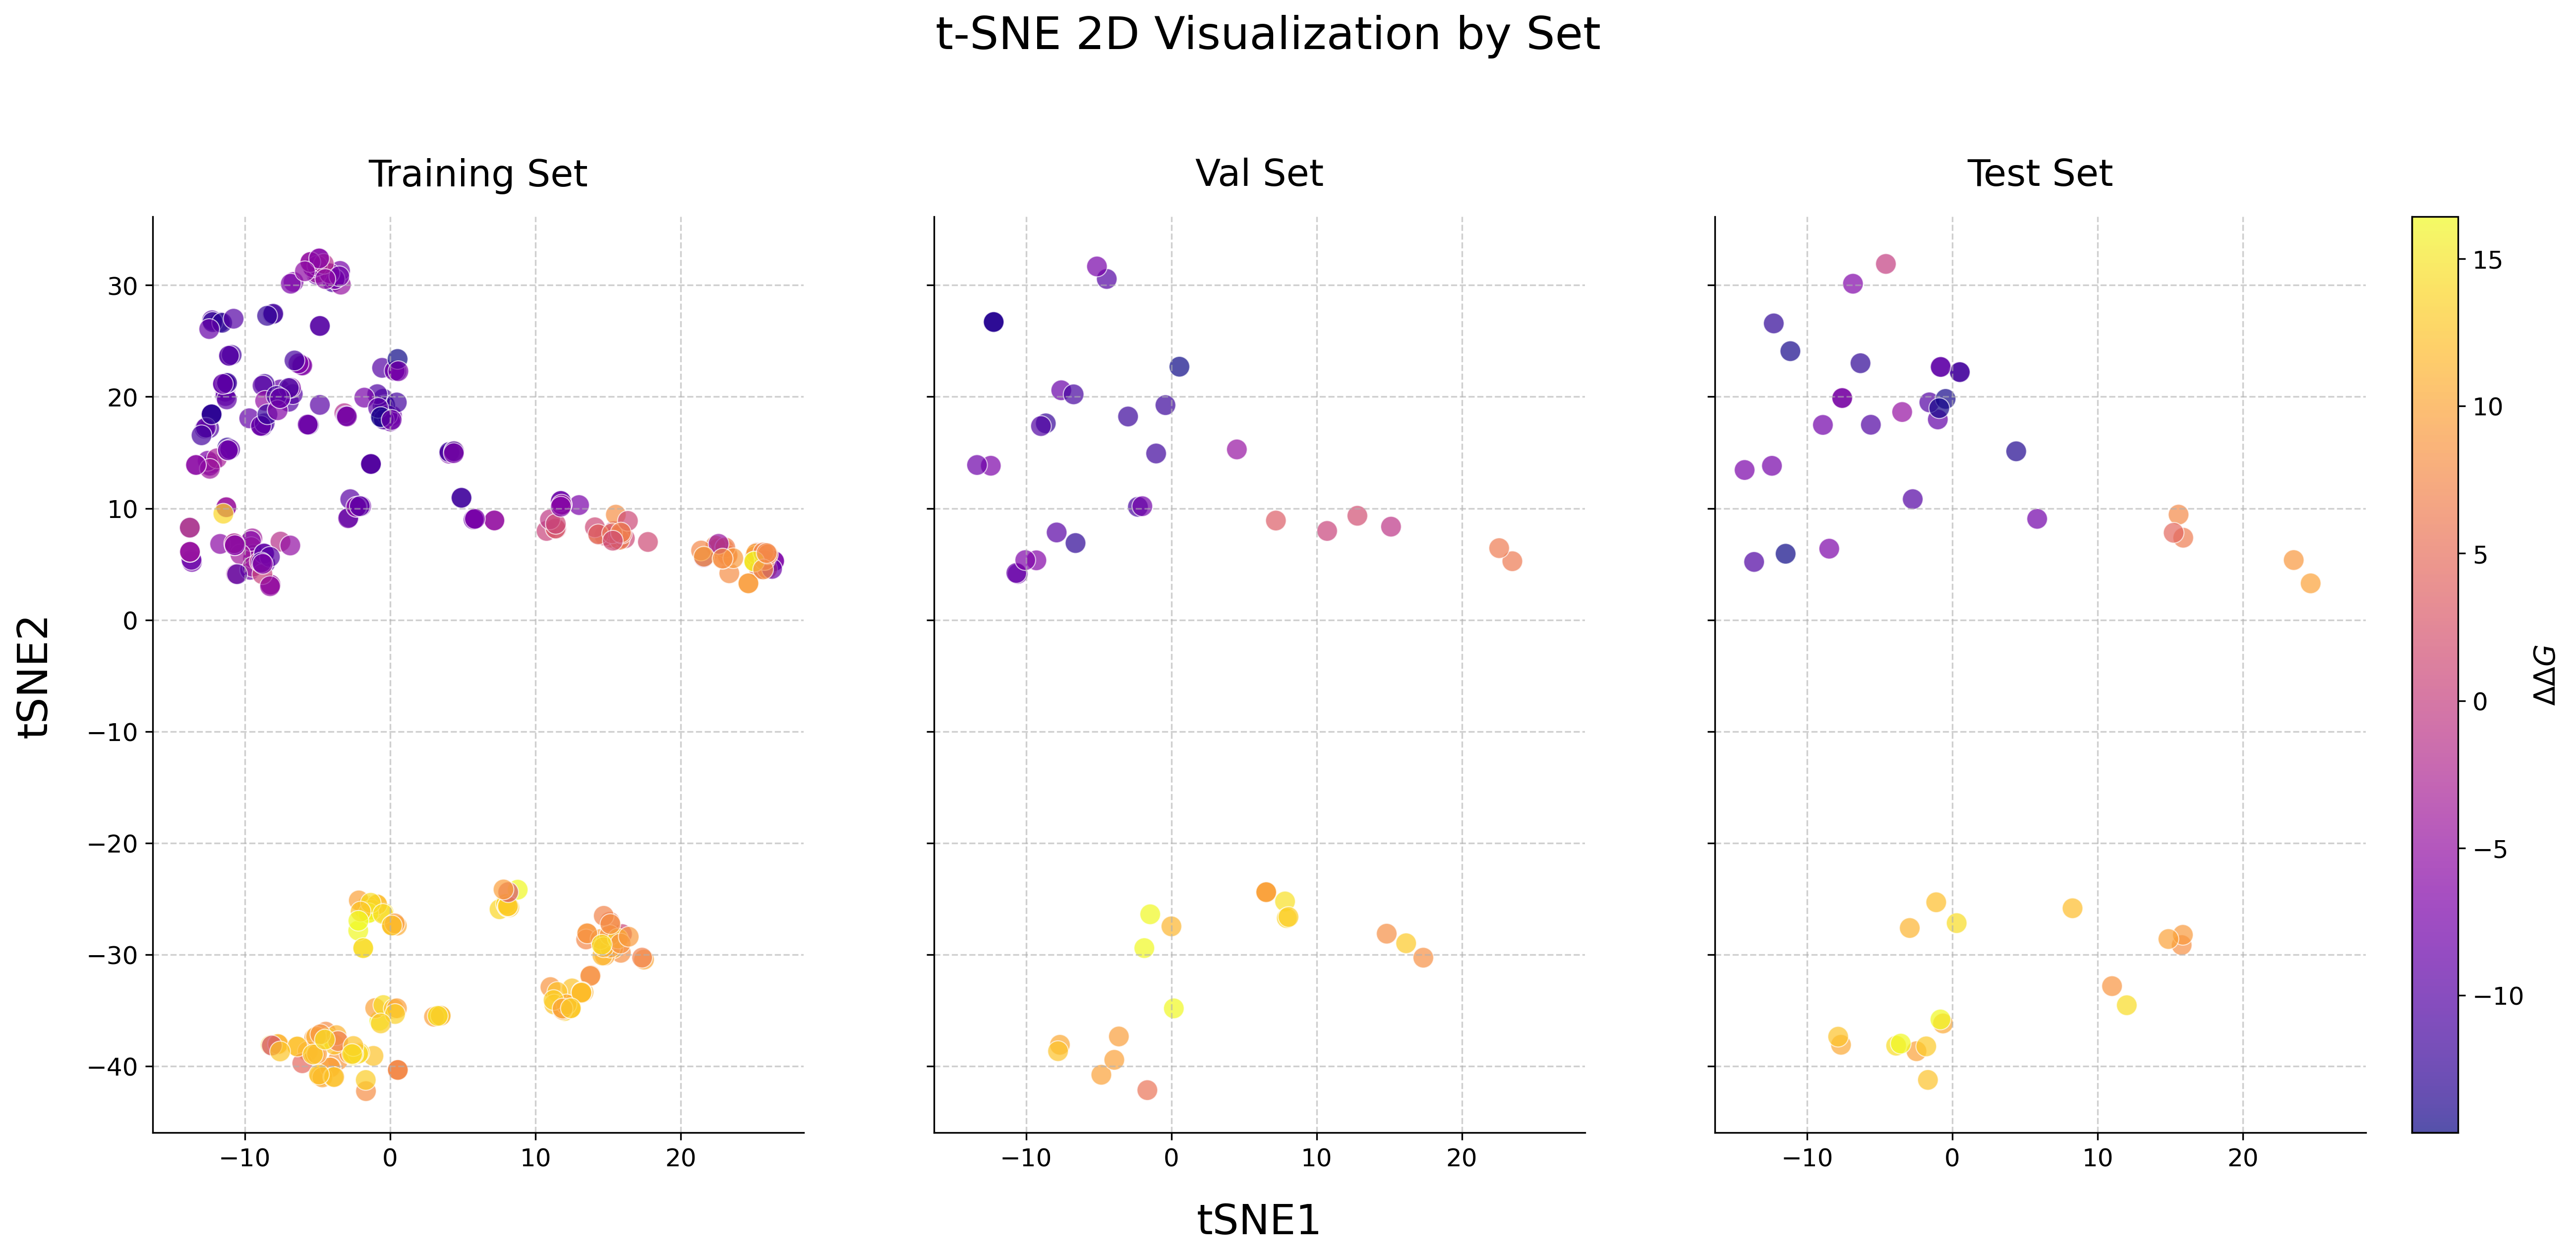 t-SNE 2D Visualization by Set
Training Set
Val Set
Test Set
tSNE2
30
20
10
0
−10
−20
−30
−40
−10 0 10 20
−10 0 10 20
−10 0 10 20
tSNE1
15
10
5
0
−5
−10
ΔΔG